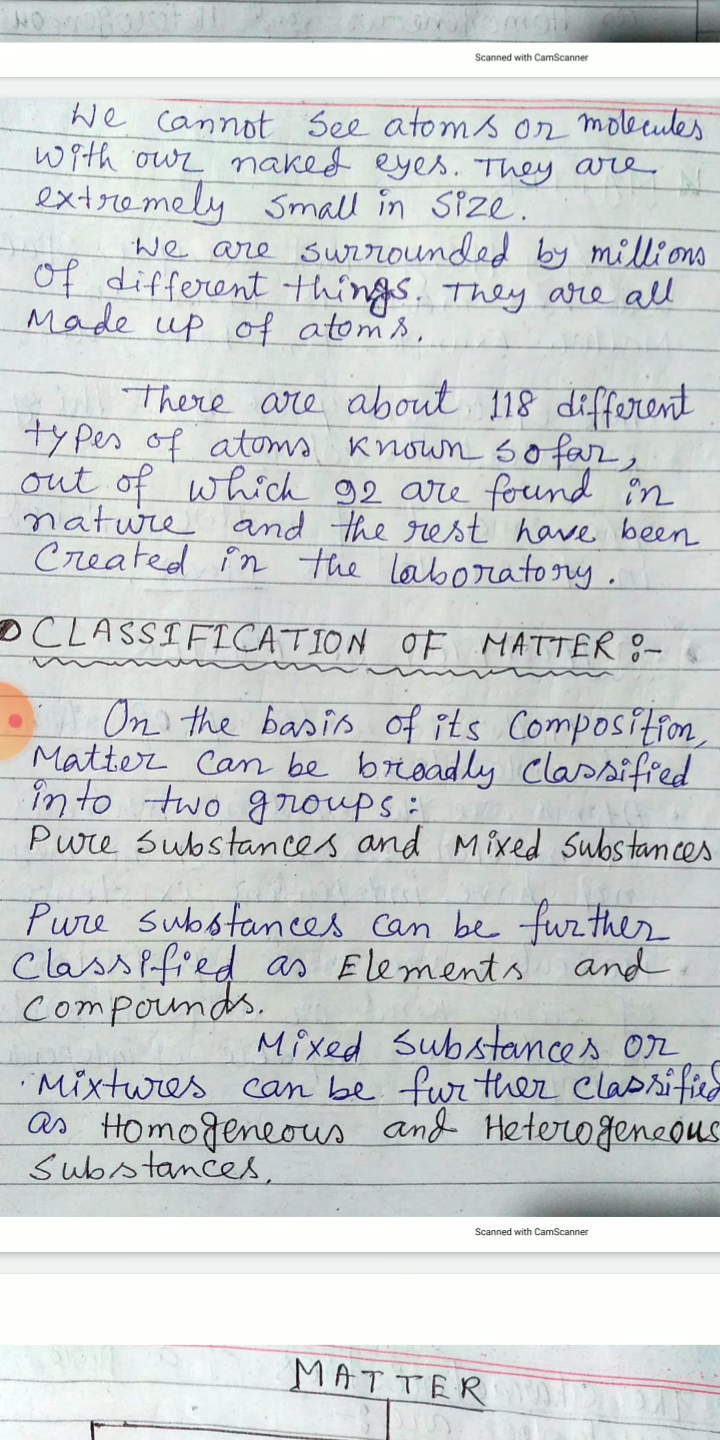 Scanned with CamScanner
We cannot see atoms or molecules
with our naked eyes. They are
extremely small in size.
We are surrounded by millions
of different things. They are all
Made up of atoms.
There are about 118 different
types of atoms known so far,
out of which 92 are found in
nature and the rest have been
Created in the laboratory.
CLASSIFICATION OF MATTER :-
On the basis of its Composition,
Matter can be broadly classified
into two groups:
Pure Substances and Mixed Substances
Pure substances can be further
Classified as Elements and
Compounds.
Mixed Substances or
Mixtures can be further classified
as Homogeneous and Heterogeneous
Substances.
Scanned with CamScanner
MATTER